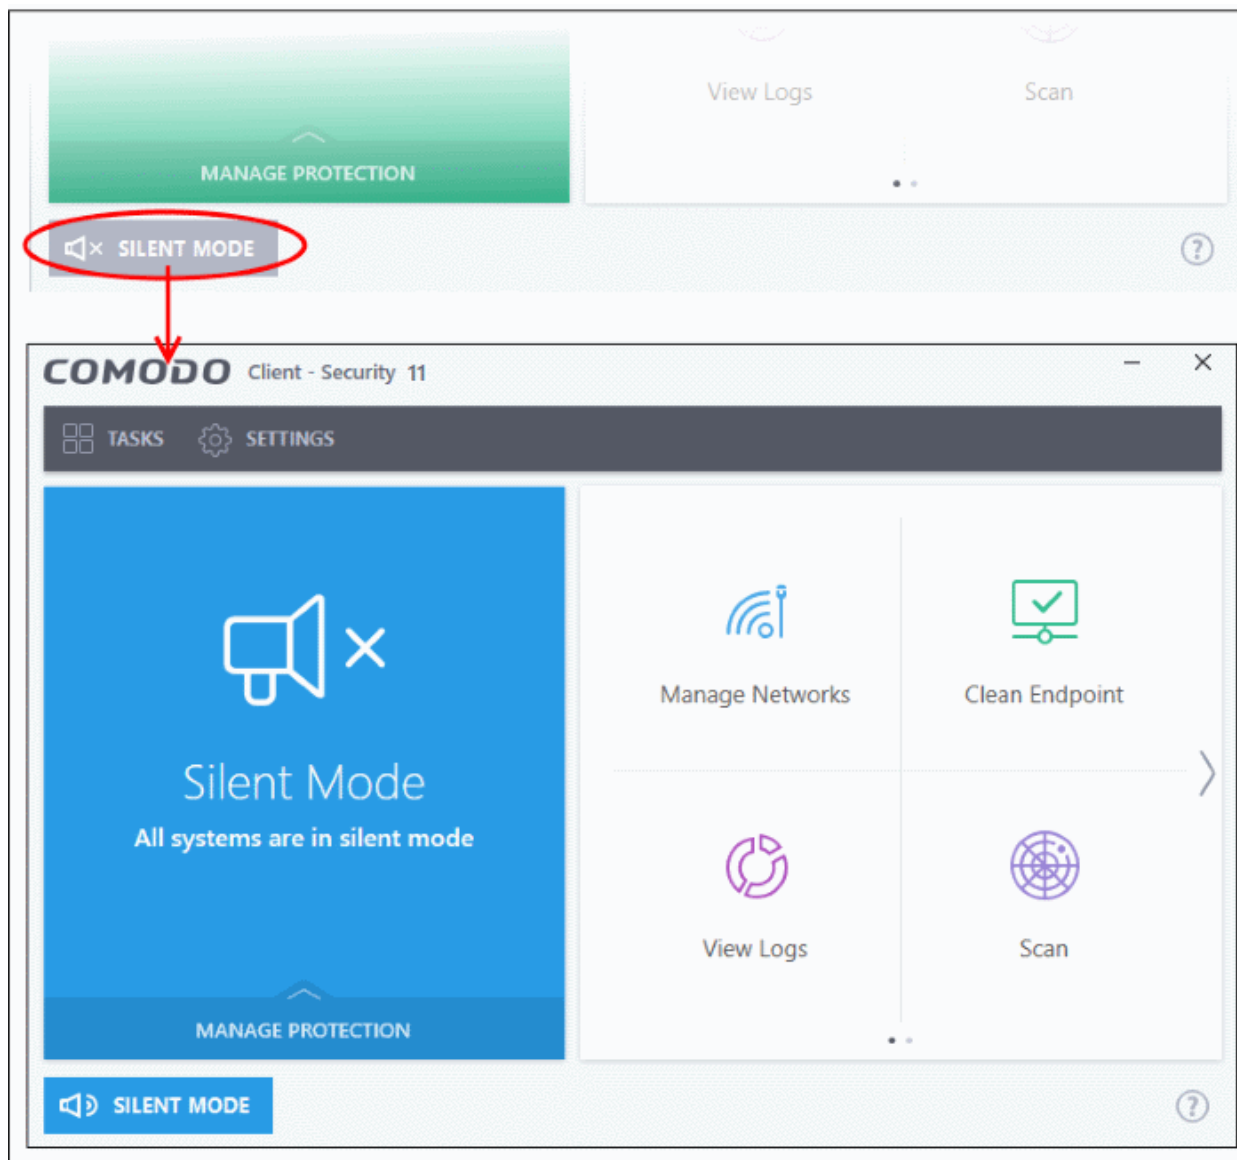 View Logs
Scan
MANAGE PROTECTION
SILENT MODE
?
COMODO Client - Security 11
TASKS
SETTINGS
Silent Mode
All systems are in silent mode
MANAGE PROTECTION
Manage Networks
Clean Endpoint
View Logs
Scan
SILENT MODE
?